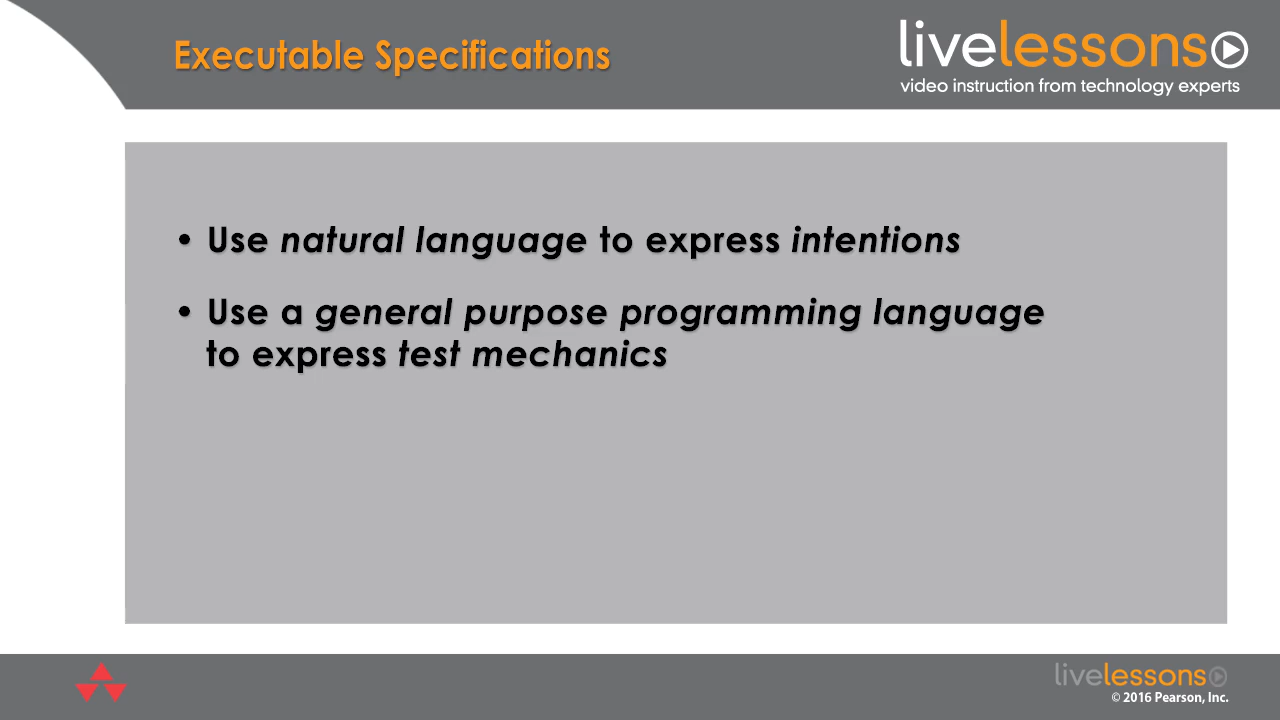 Executable Specifications
livelessons
video instruction from technology experts
• Use natural language to express intentions
• Use a general purpose programming language
to express test mechanics
livelessons
© 2016 Pearson, Inc.